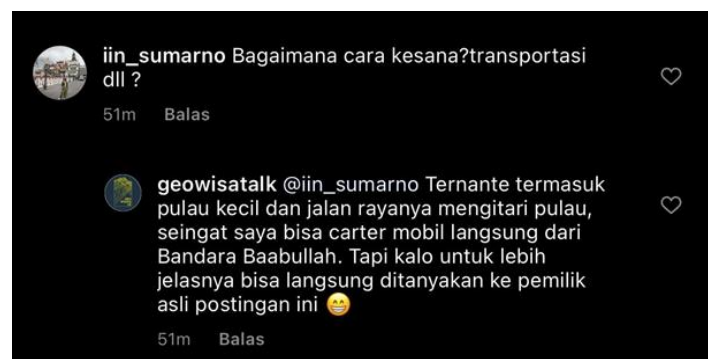 iin_sumarno Bagaimana cara kesana?transportasi
dll ?
51m Balas
geowisatalk @iin_sumarno Ternante termasuk
pulau kecil dan jalan rayanya mengitari pulau,
seingat saya bisa carter mobil langsung dari
Bandara Baabullah. Tapi kalo untuk lebih
jelasnya bisa langsung ditanyakan ke pemilik
asli postingan ini 😁
51m Balas